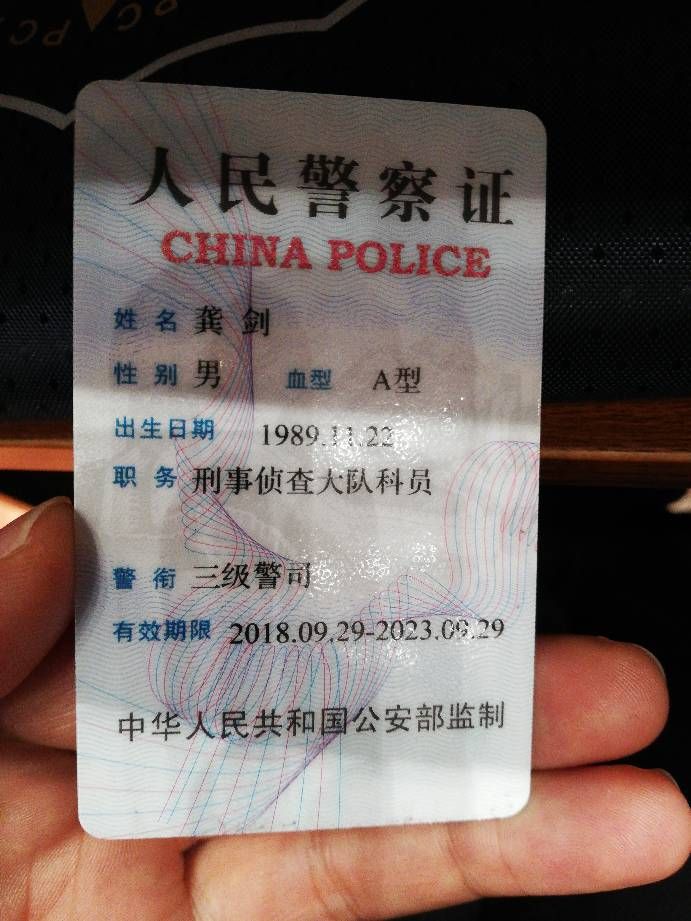 PC PC PC
人民警察证
CHINA POLICE
姓 名 龚 剑
性 别 男 血型 A型
出生日期 1989.11.22
职 务 刑事侦查大队科员
警 衔 三级警司
有效期限 2018.09.29-2023.09.29
中华人民共和国公安部监制